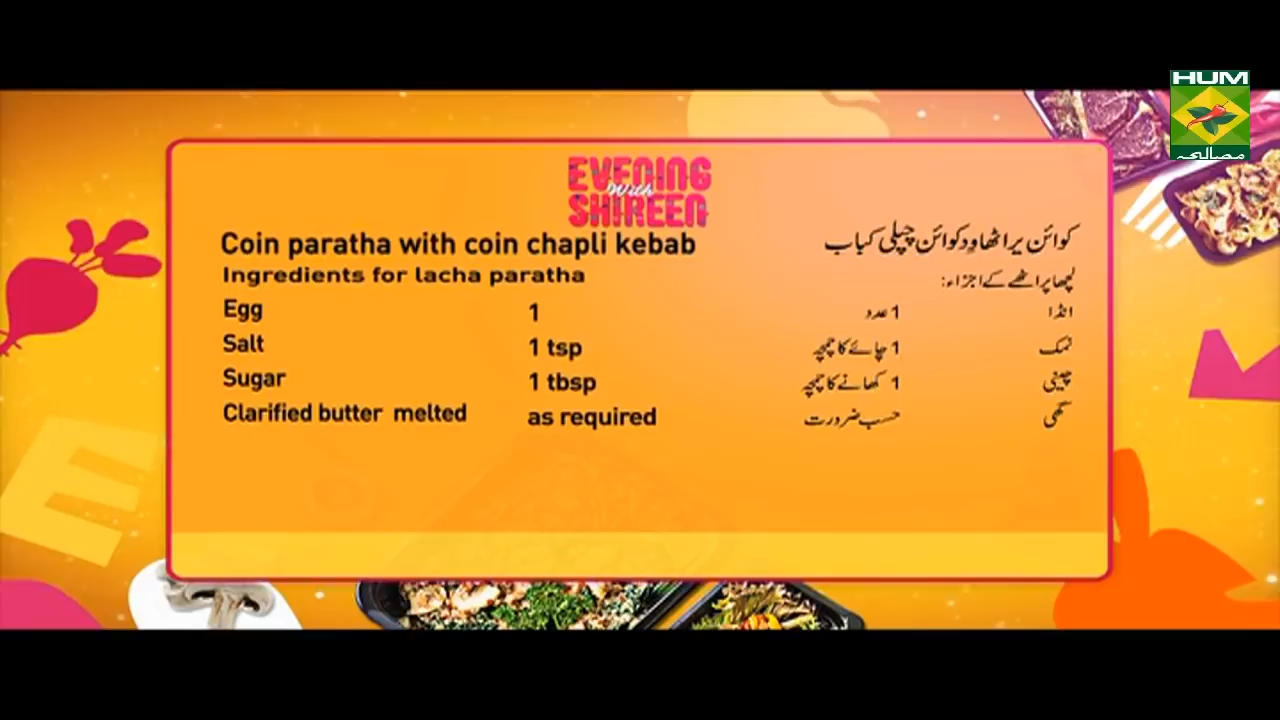 HUM
مصالحہ
EVENING
With
SHIREEN
Coin paratha with coin chapli kebab کوائن پراٹھا وِد کوائن چپلی کباب
Ingredients for lacha paratha لچھا پراٹھے کے اجزاء:
Egg 1 1 عدد انڈا
Salt 1 tsp 1 چائے کا چمچہ نمک
Sugar 1 tbsp 1 کھانے کا چمچہ چینی
Clarified butter melted as required حسب ضرورت گھی
E